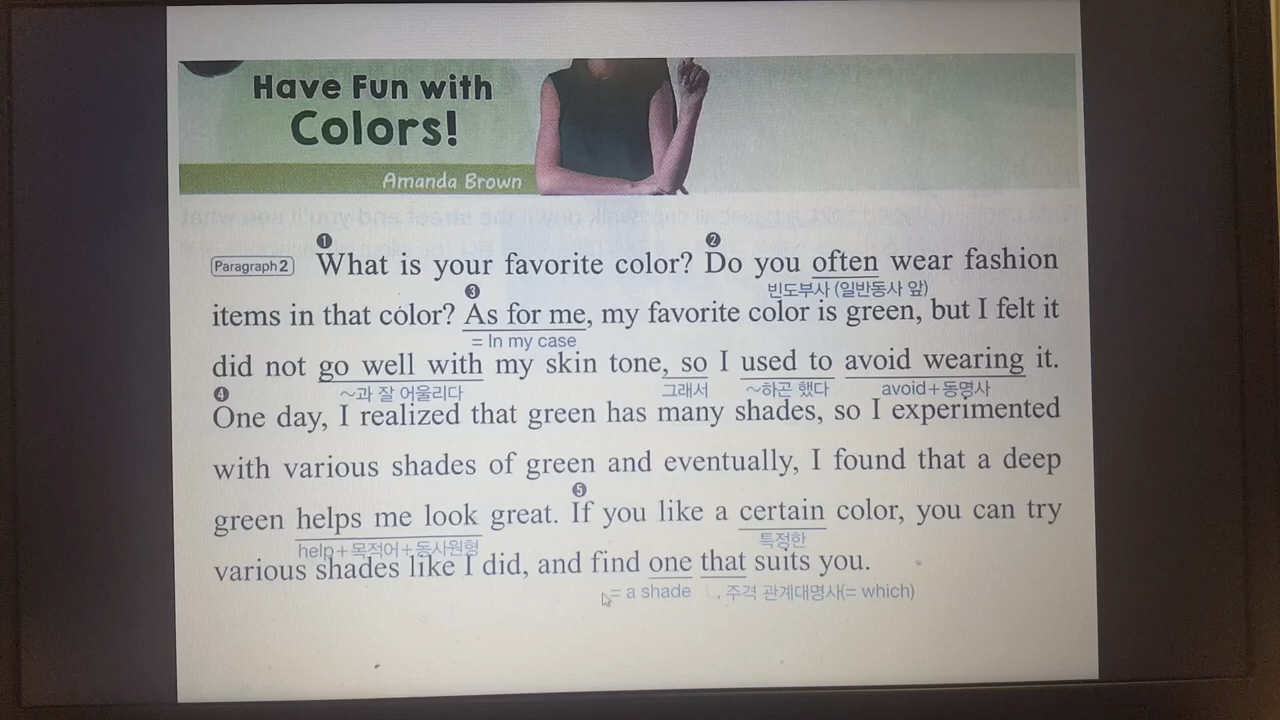 Have Fun with
Colors!
Amanda Brown
❶ ❷
Paragraph2 What is your favorite color? Do you often wear fashion
빈도부사 (일반동사 앞)
❸
items in that color? As for me, my favorite color is green, but I felt it
= In my case
did not go well with my skin tone, so I used to avoid wearing it.
❹ ~과 잘 어울리다 그래서 ~하곤 했다 avoid+동명사
One day, I realized that green has many shades, so I experimented
with various shades of green and eventually, I found that a deep
❺
green helps me look great. If you like a certain color, you can try
help+목적어+동사원형 특정한
various shades like I did, and find one that suits you.
= a shade 주격 관계대명사(= which)